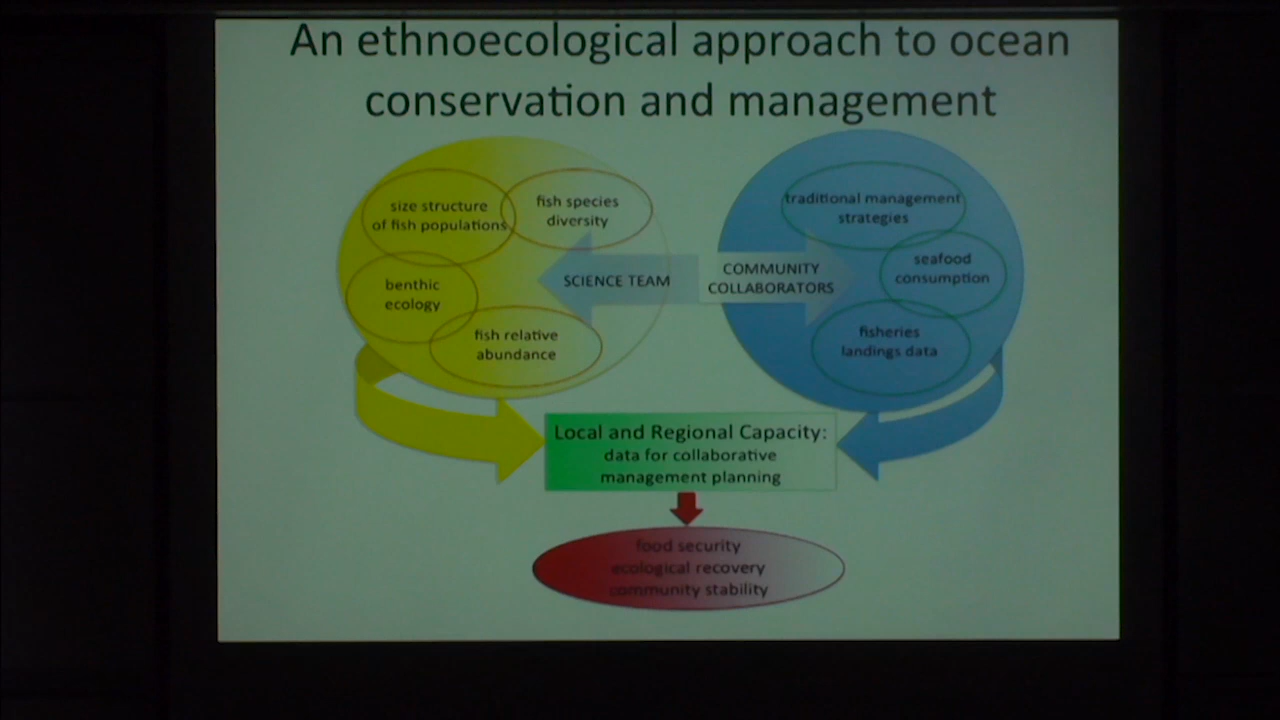 An ethnoecological approach to ocean
conservation and management
size structure
of fish populations
fish species
diversity
benthic
ecology
fish relative
abundance
SCIENCE TEAM
COMMUNITY
COLLABORATORS
traditional management
strategies
seafood
consumption
fisheries
landings data
Local and Regional Capacity:
data for collaborative
management planning
food security
ecological recovery
community stability